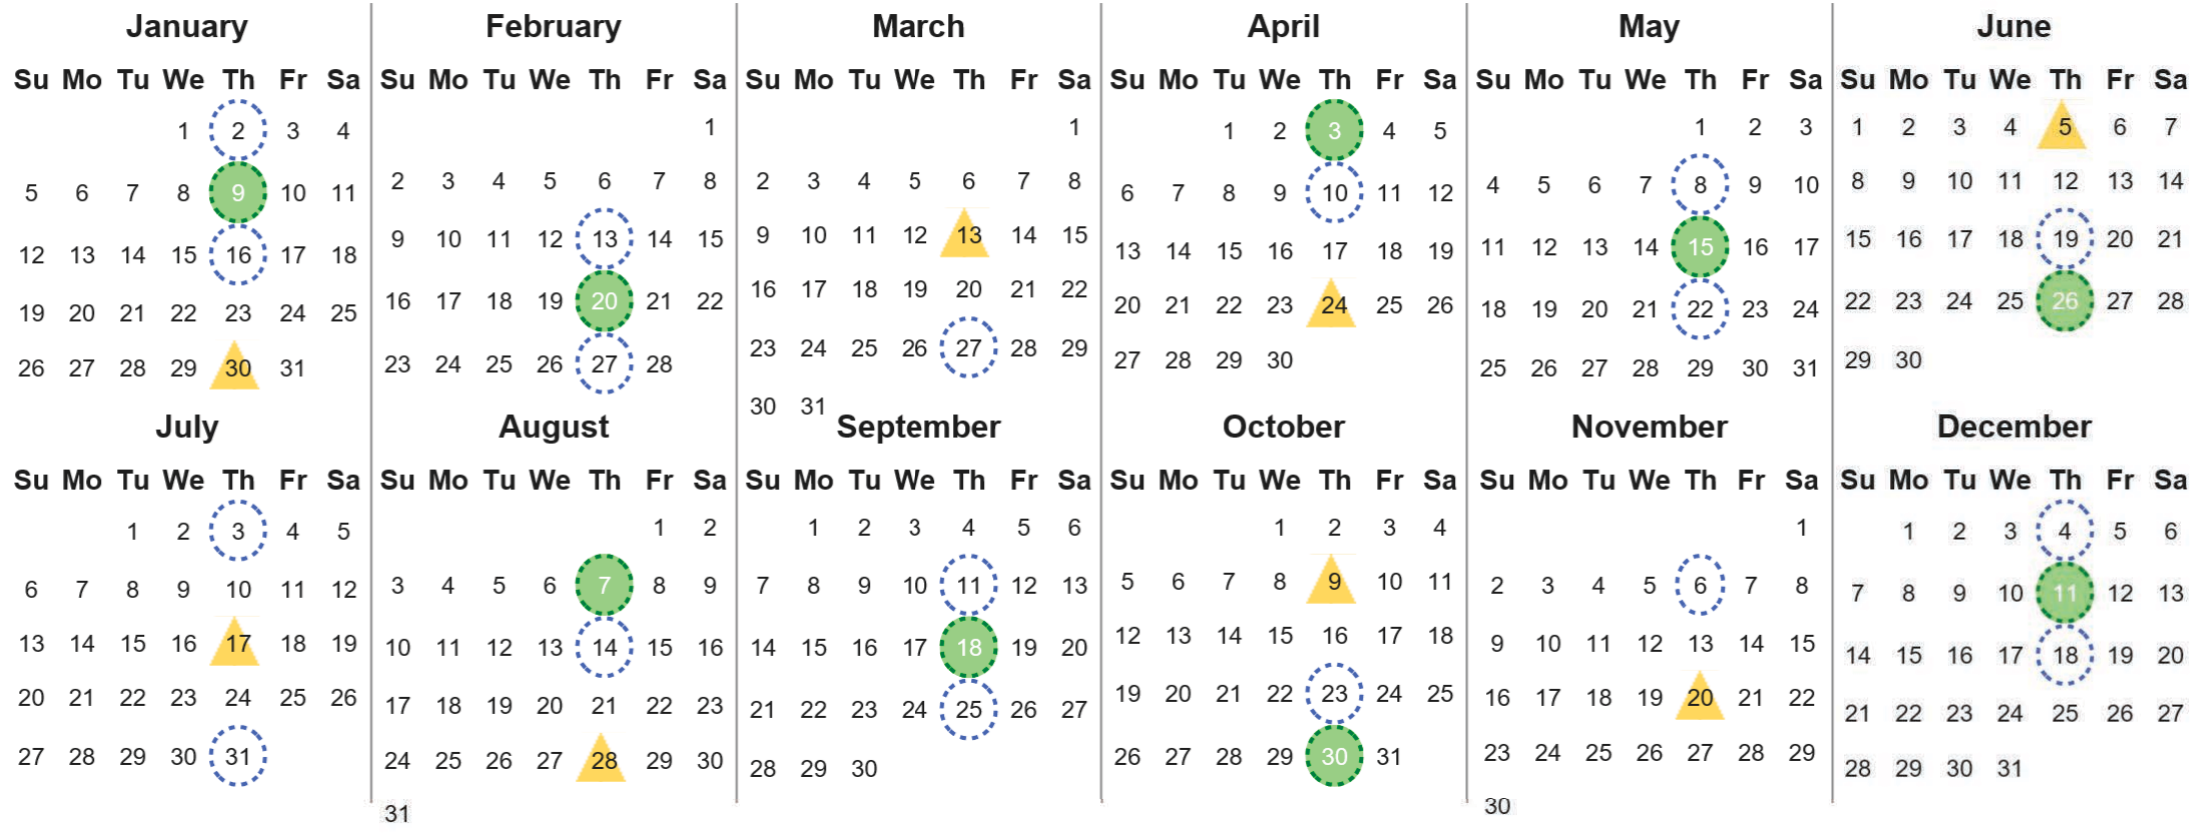 January
Su Mo Tu We Th Fr Sa
1 2 3 4
5 6 7 8 9 10 11
12 13 14 15 16 17 18
19 20 21 22 23 24 25
26 27 28 29 30 31
February
Su Mo Tu We Th Fr Sa
1
2 3 4 5 6 7 8
9 10 11 12 13 14 15
16 17 18 19 20 21 22
23 24 25 26 27 28
March
Su Mo Tu We Th Fr Sa
1
2 3 4 5 6 7 8
9 10 11 12 13 14 15
16 17 18 19 20 21 22
23 24 25 26 27 28 29
30 31
April
Su Mo Tu We Th Fr Sa
1 2 3 4 5
6 7 8 9 10 11 12
13 14 15 16 17 18 19
20 21 22 23 24 25 26
27 28 29 30
May
Su Mo Tu We Th Fr Sa
1 2 3
4 5 6 7 8 9 10
11 12 13 14 15 16 17
18 19 20 21 22 23 24
25 26 27 28 29 30 31
June
Su Mo Tu We Th Fr Sa
1 2 3 4 5 6 7
8 9 10 11 12 13 14
15 16 17 18 19 20 21
22 23 24 25 26 27 28
29 30
July
Su Mo Tu We Th Fr Sa
1 2 3 4 5
6 7 8 9 10 11 12
13 14 15 16 17 18 19
20 21 22 23 24 25 26
27 28 29 30 31
August
Su Mo Tu We Th Fr Sa
1 2
3 4 5 6 7 8 9
10 11 12 13 14 15 16
17 18 19 20 21 22 23
24 25 26 27 28 29 30
31
September
Su Mo Tu We Th Fr Sa
1 2 3 4 5 6
7 8 9 10 11 12 13
14 15 16 17 18 19 20
21 22 23 24 25 26 27
28 29 30
October
Su Mo Tu We Th Fr Sa
1 2 3 4
5 6 7 8 9 10 11
12 13 14 15 16 17 18
19 20 21 22 23 24 25
26 27 28 29 30 31
November
Su Mo Tu We Th Fr Sa
1
2 3 4 5 6 7 8
9 10 11 12 13 14 15
16 17 18 19 20 21 22
23 24 25 26 27 28 29
30
December
Su Mo Tu We Th Fr Sa
1 2 3 4 5 6
7 8 9 10 11 12 13
14 15 16 17 18 19 20
21 22 23 24 25 26 27
28 29 30 31